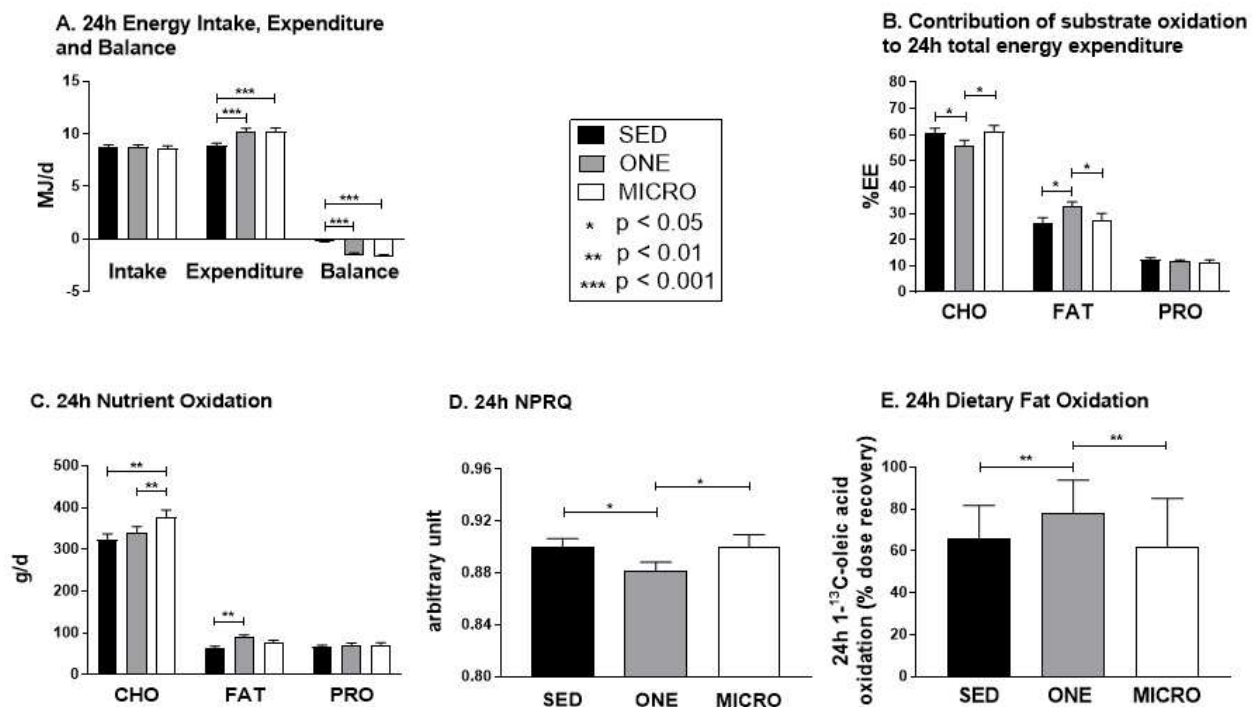 A. 24h Energy Intake, Expenditure
and Balance
15
10
5
0
-5
MJ/d
***
***
***
***
Intake
Expenditure
Balance
SED
ONE
MICRO
* p < 0.05
** p < 0.01
*** p < 0.001
B. Contribution of substrate oxidation
to 24h total energy expenditure
80
70
60
50
40
30
20
10
0
%EE
*
*
*
*
CHO
FAT
PRO
C. 24h Nutrient Oxidation
500
400
300
200
100
0
g/d
**
**
**
CHO
FAT
PRO
D. 24h NPRQ
0.96
0.92
0.88
0.84
0.80
arbitrary unit
*
*
SED
ONE
MICRO
E. 24h Dietary Fat Oxidation
100
80
60
40
20
0
24h 1-¹³C-oleic acid
oxidation (% dose recovery)
**
**
SED
ONE
MICRO